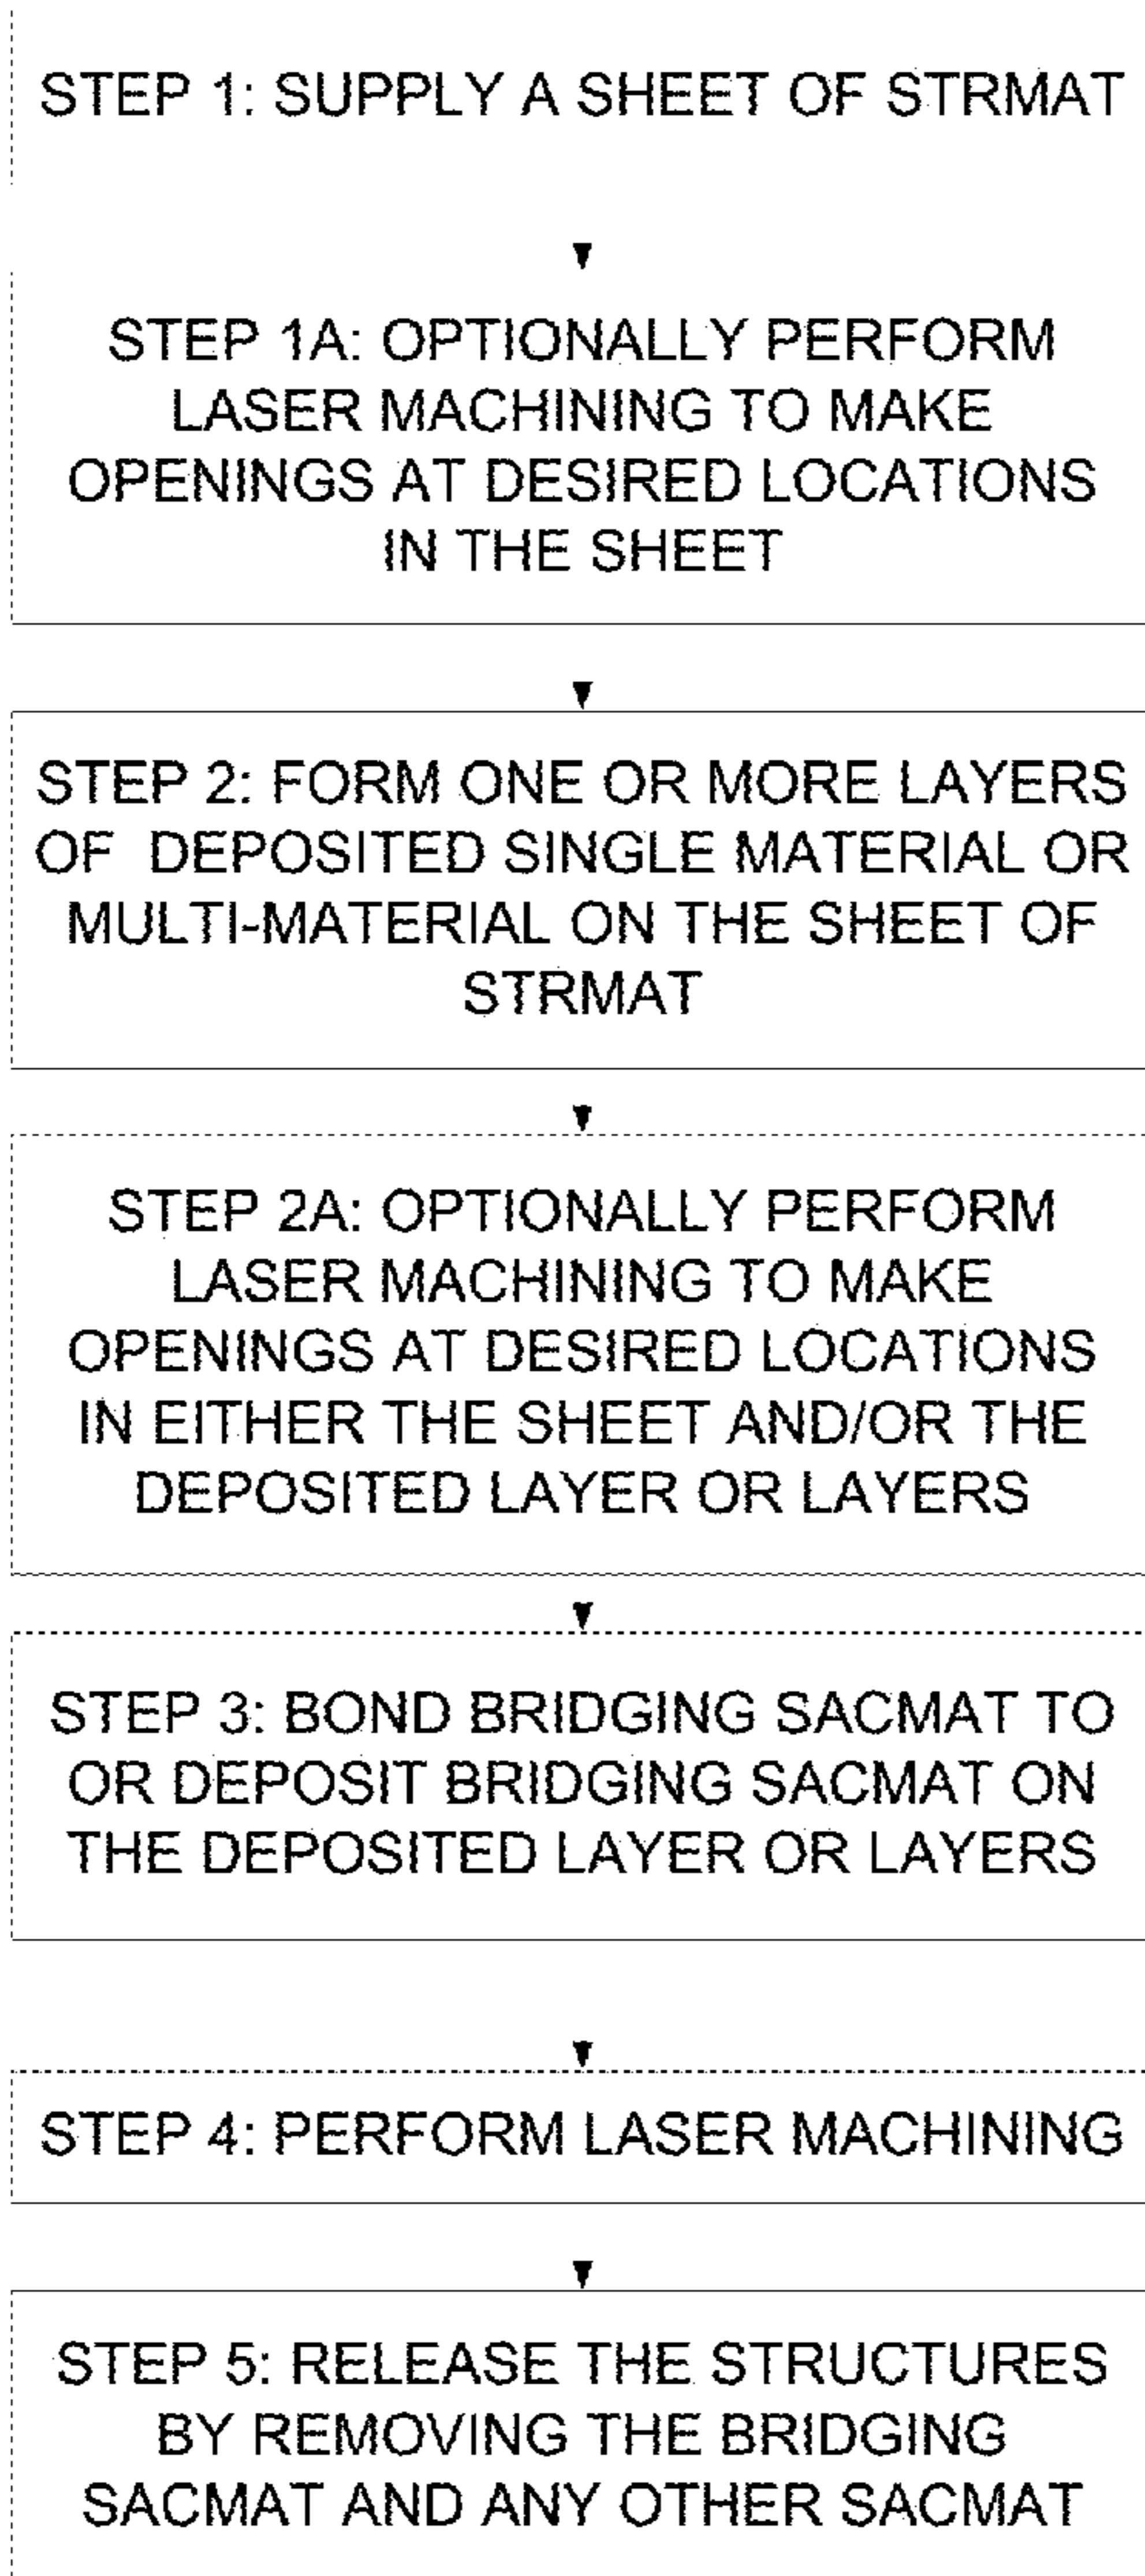 STEP 1: SUPPLY A SHEET OF STRMAT
STEP 1A: OPTIONALLY PERFORM
LASER MACHINING TO MAKE
OPENINGS AT DESIRED LOCATIONS
IN THE SHEET
STEP 2: FORM ONE OR MORE LAYERS
OF DEPOSITED SINGLE MATERIAL OR
MULTI-MATERIAL ON THE SHEET OF
STRMAT
STEP 2A: OPTIONALLY PERFORM
LASER MACHINING TO MAKE
OPENINGS AT DESIRED LOCATIONS
IN EITHER THE SHEET AND/OR THE
DEPOSITED LAYER OR LAYERS
STEP 3: BOND BRIDGING SACMAT TO
OR DEPOSIT BRIDGING SACMAT ON
THE DEPOSITED LAYER OR LAYERS
STEP 4: PERFORM LASER MACHINING
STEP 5: RELEASE THE STRUCTURES
BY REMOVING THE BRIDGING
SACMAT AND ANY OTHER SACMAT